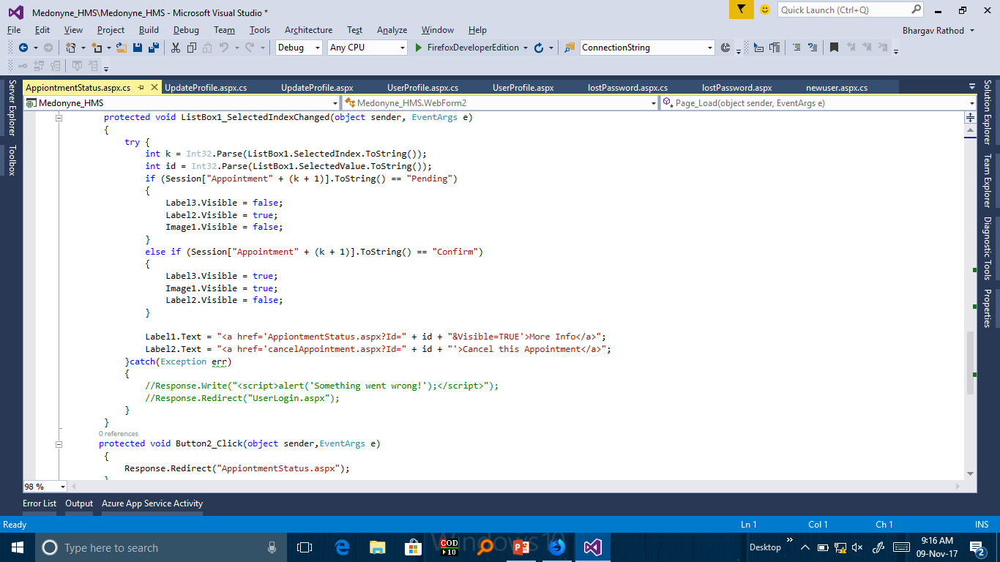 Medonyne_HMS\Medonyne_HMS - Microsoft Visual Studio *
Quick Launch (Ctrl+Q)
File Edit View Project Build Debug Team Tools Architecture Test Analyze Window Help
Bhargav Rathod
Debug Any CPU FirefoxDeveloperEdition ConnectionString
AppiontmentStatus.aspx.cs UpdateProfile.aspx.cs UpdateProfile.aspx UserProfile.aspx.cs UserProfile.aspx lostPassword.aspx.cs lostPassword.aspx newuser.aspx.cs
Medonyne_HMS Medonyne_HMS.WebForm2 Page_Load(object sender, EventArgs e)
Server Explorer
Toolbox
protected void ListBox1_SelectedIndexChanged(object sender, EventArgs e)
{
try {
int k = Int32.Parse(ListBox1.SelectedIndex.ToString());
int id = Int32.Parse(ListBox1.SelectedValue.ToString());
if (Session["Appointment" + (k + 1)].ToString() == "Pending")
{
Label3.Visible = false;
Label2.Visible = true;
Image1.Visible = false;
}
else if (Session["Appointment" + (k + 1)].ToString() == "Confirm")
{
Label3.Visible = true;
Image1.Visible = true;
Label2.Visible = false;
}
Label1.Text = "<a href='AppiontmentStatus.aspx?Id=" + id + "&Visible=TRUE'>More Info</a>";
Label2.Text = "<a href='cancelAppointment.aspx?Id=" + id + "'>Cancel this Appointment</a>";
}catch(Exception err)
{
//Response.Write("<script>alert('Something went wrong!');</script>");
//Response.Redirect("UserLogin.aspx");
}
}
0 references
protected void Button2_Click(object sender,EventArgs e)
{
Response.Redirect("AppiontmentStatus.aspx");
Solution Explorer
Team Explorer
Diagnostic Tools
Properties
98 %
Error List Output Azure App Service Activity
Ready Ln 1 Col 1 Ch 1 INS
Type here to search
COD
10
Windows 10
Desktop
9:16 AM
09-Nov-17
2